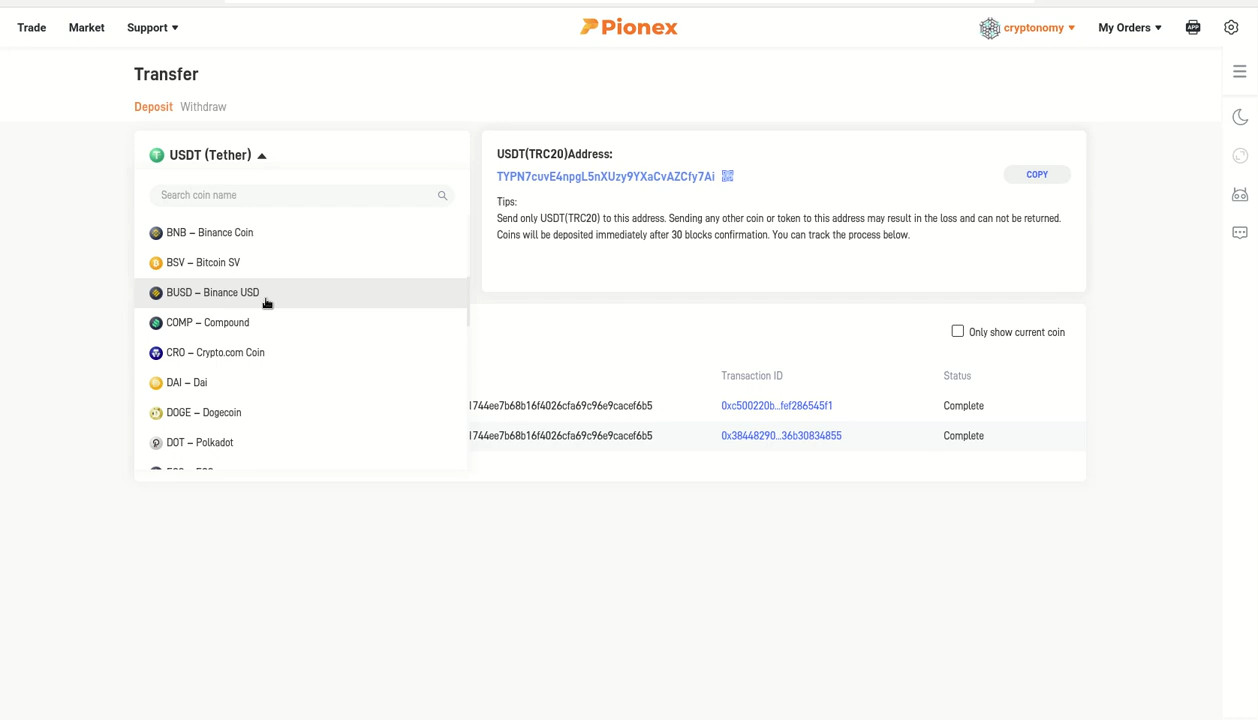 Trade Market Support
Pionex
cryptonomy My Orders
APP
Transfer
Deposit Withdraw
USDT (Tether)
Search coin name
BNB – Binance Coin
BSV – Bitcoin SV
BUSD – Binance USD
COMP – Compound
CRO – Crypto.com Coin
DAI – Dai
DOGE – Dogecoin
DOT – Polkadot
USDT(TRC20)Address:
TYPN7cuvE4npgL5nXUzy9YXaCvAZCfy7Ai
COPY
Tips:
Send only USDT(TRC20) to this address. Sending any other coin or token to this address may result in the loss and can not be returned.
Coins will be deposited immediately after 30 blocks confirmation. You can track the process below.
Only show current coin
Transaction ID Status
1744ee7b68b16f4026cfa69c96e9cacef6b5 0xc500220b...fef286545f1 Complete
1744ee7b68b16f4026cfa69c96e9cacef6b5 0x38448290...36b30834855 Complete